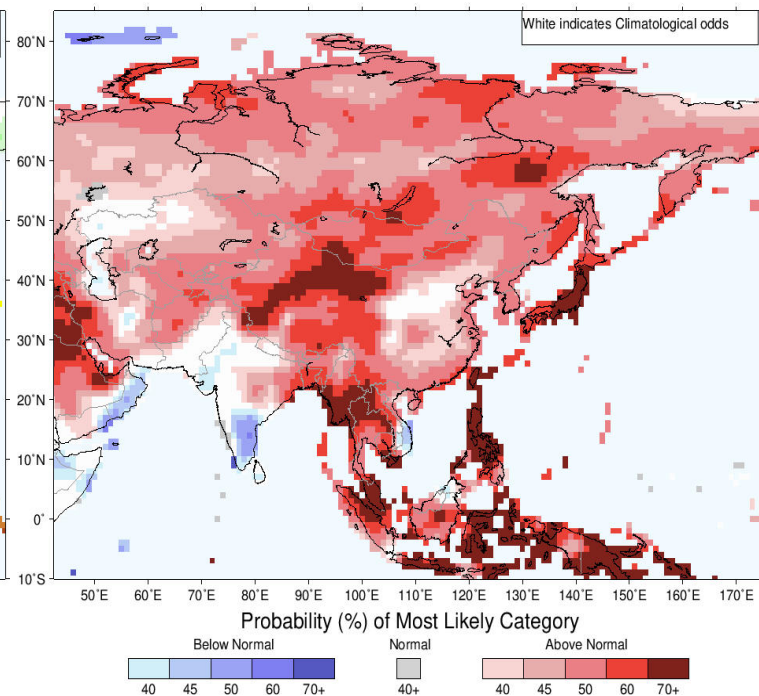 White indicates Climatological odds
80˚N
70˚N
60˚N
50˚N
40˚N
30˚N
20˚N
10˚N
0˚
10˚S
50˚E 60˚E 70˚E 80˚E 90˚E 100˚E 110˚E 120˚E 130˚E 140˚E 150˚E 160˚E 170˚E
Probability (%) of Most Likely Category
Below Normal Normal Above Normal
40 45 50 60 70+ 40+ 40 45 50 60 70+